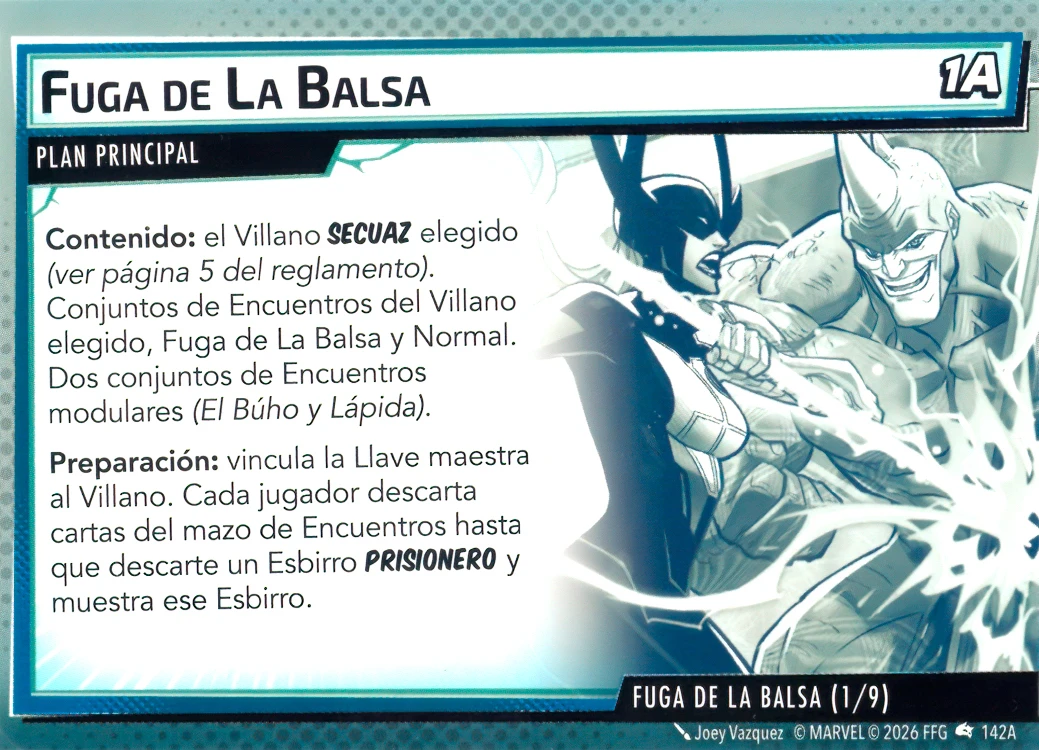 Fuga de La Balsa
1A
PLAN PRINCIPAL
Contenido: el Villano SECUAZ elegido
(ver página 5 del reglamento).
Conjuntos de Encuentros del Villano
elegido, Fuga de La Balsa y Normal.
Dos conjuntos de Encuentros
modulares (El Búho y Lápida).
Preparación: vincula la Llave maestra
al Villano. Cada jugador descarta
cartas del mazo de Encuentros hasta
que descarte un Esbirro PRISIONERO y
muestra ese Esbirro.
FUGA DE LA BALSA (1/9)
Joey Vazquez © MARVEL © 2026 FFG 142A